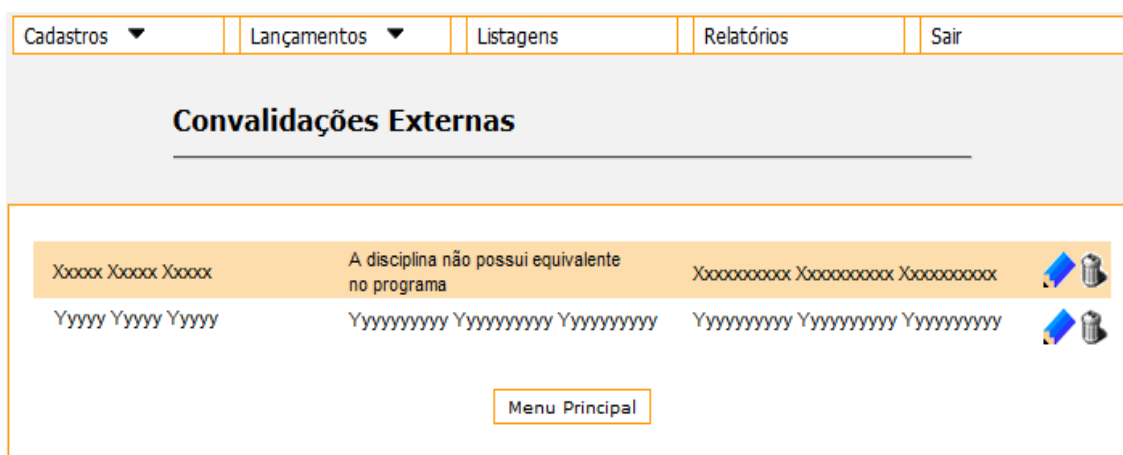 Cadastros Lançamentos Listagens Relatórios Sair
Convalidações Externas
Xxxxx Xxxxx Xxxxx
A disciplina não possui equivalente
no programa
Xxxxxxxxxx Xxxxxxxxxx Xxxxxxxxxx
Yyyyy Yyyyy Yyyyy Yyyyyyyyyy Yyyyyyyyyy Yyyyyyyyyy Yyyyyyyyyy Yyyyyyyyyy Yyyyyyyyyy
Menu Principal